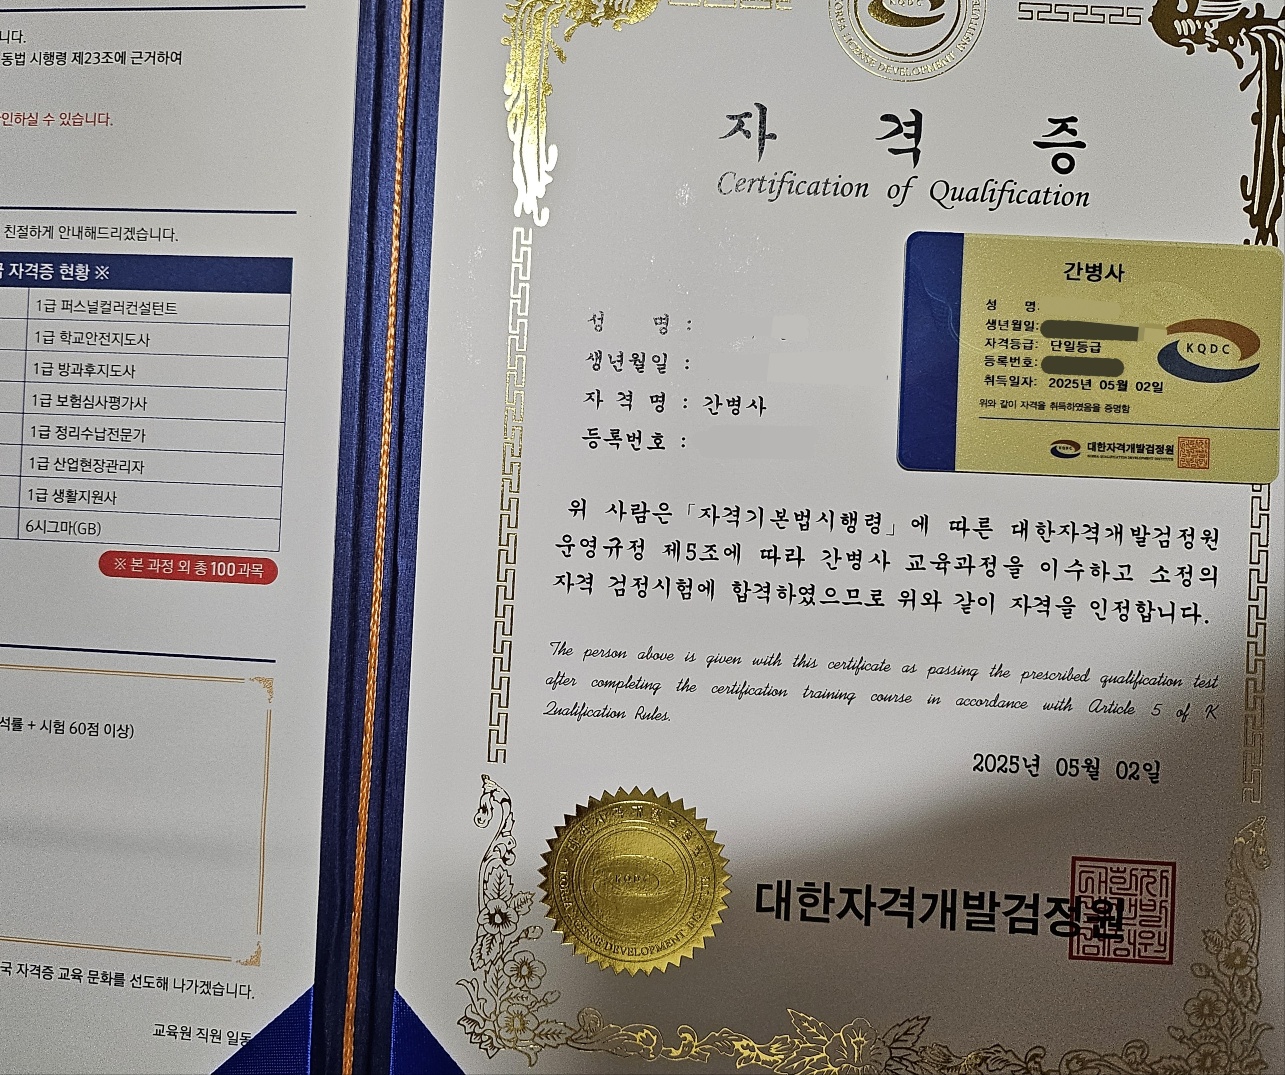 니다.
동법 시행령 제23조에 근거하여
인하실 수 있습니다.
친절하게 안내해드리겠습니다.
자격증 현황 ※
1급 퍼스널컬러컨설턴트
1급 학교안전지도사
1급 방과후지도사
1급 보험심사평가사
1급 정리수납전문가
1급 산업현장관리자
1급 생활지원사
6시그마(GB)
※ 본 과정 외 총 100과목
석률 + 시험 60점 이상)
국 자격증 교육 문화를 선도해 나가겠습니다.
교육원 직원 일동
LICENSE DEVELOPMENT INSTITUTE
자 격 증
Certification of Qualification
성 명 :
생년월일 :
자 격 명 : 간병사
등록번호 :
간병사
성 명:
생년월일:
자격등급: 단일등급
등록번호:
취득일자: 2025년 05월 02일
위와 같이 자격을 취득하였음을 증명함
KQDC
대한자격개발검정원
KOREA QUALIFICATION DEVELOPMENT INSTITUTE
위 사람은 「자격기본법시행령」에 따른 대한자격개발검정원
운영규정 제5조에 따라 간병사 교육과정을 이수하고 소정의
자격 검정시험에 합격하였으므로 위와 같이 자격을 인정합니다.
The person above is given with this certificate as passing the prescribed qualification test
after completing the certification training course in accordance with Article 5 of K
Qualification Rules.
2025년 05월 02일
KQDC
LICENSE DEVELOPMENT INSTITUTE
대한자격개발검정원